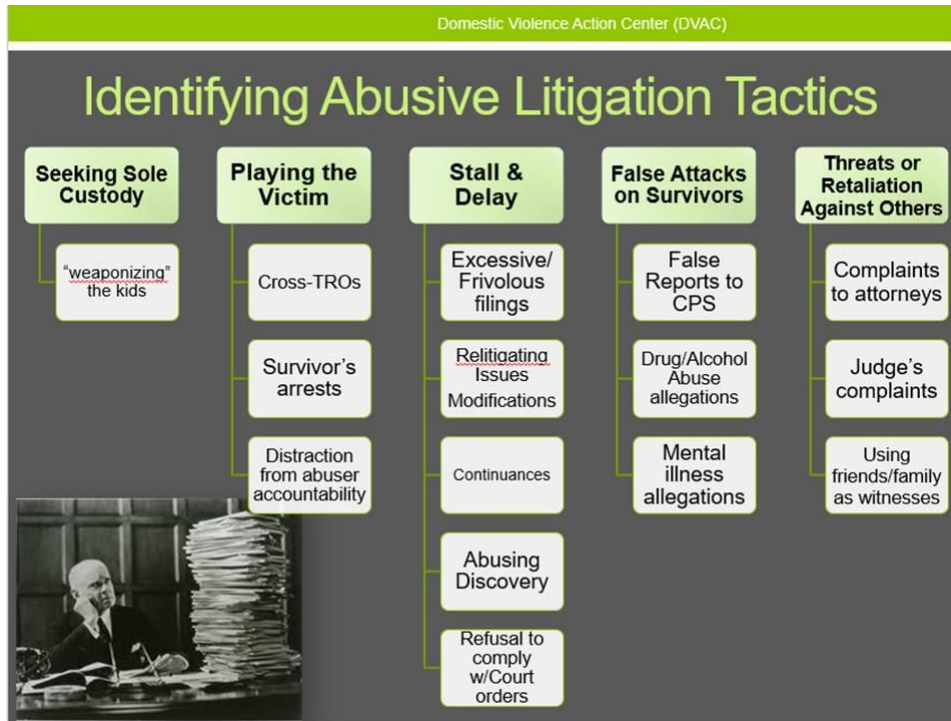 Domestic Violence Action Center (DVAC)
Identifying Abusive Litigation Tactics
Seeking Sole
Custody
"weaponizing"
the kids
Playing the
Victim
Cross-TROs
Survivor's
arrests
Distraction
from abuser
accountability
Stall &
Delay
Excessive/
Frivolous
filings
Relitigating
Issues
Modifications
Continuances
Abusing
Discovery
Refusal to
comply
w/Court
orders
False Attacks
on Survivors
False
Reports to
CPS
Drug/Alcohol
Abuse
allegations
Mental
illness
allegations
Threats or
Retaliation
Against Others
Complaints
to attorneys
Judge's
complaints
Using
friends/family
as witnesses